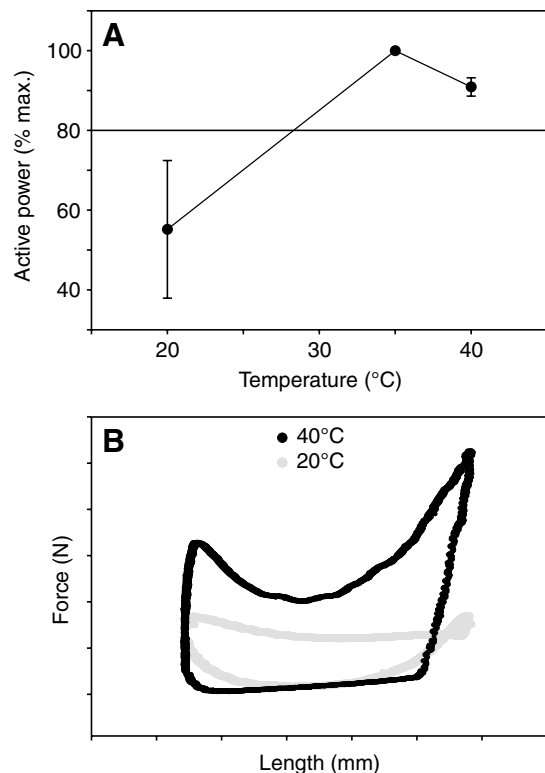 A
Active power (% max.)
100
80
60
40
20
30
40
Temperature (°C)
B
40°C
20°C
Force (N)
Length (mm)